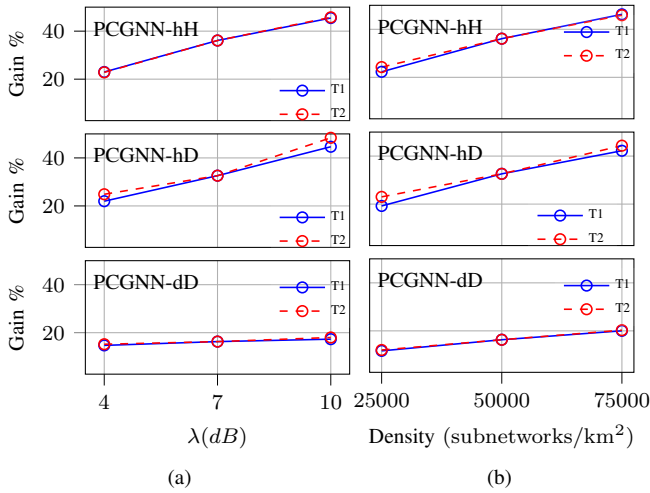 (a)
(b)
PCGNN-hH
Gain %
40
20
T1
T2
PCGNN-hH
T1
T2
PCGNN-hD
Gain %
40
20
T1
T2
PCGNN-hD
T1
T2
PCGNN-dD
Gain %
40
20
T1
T2
PCGNN-dD
T1
T2
4 7 10
λ(dB)
25000 50000 75000
Density (subnetworks/km²)
(a)
(b)